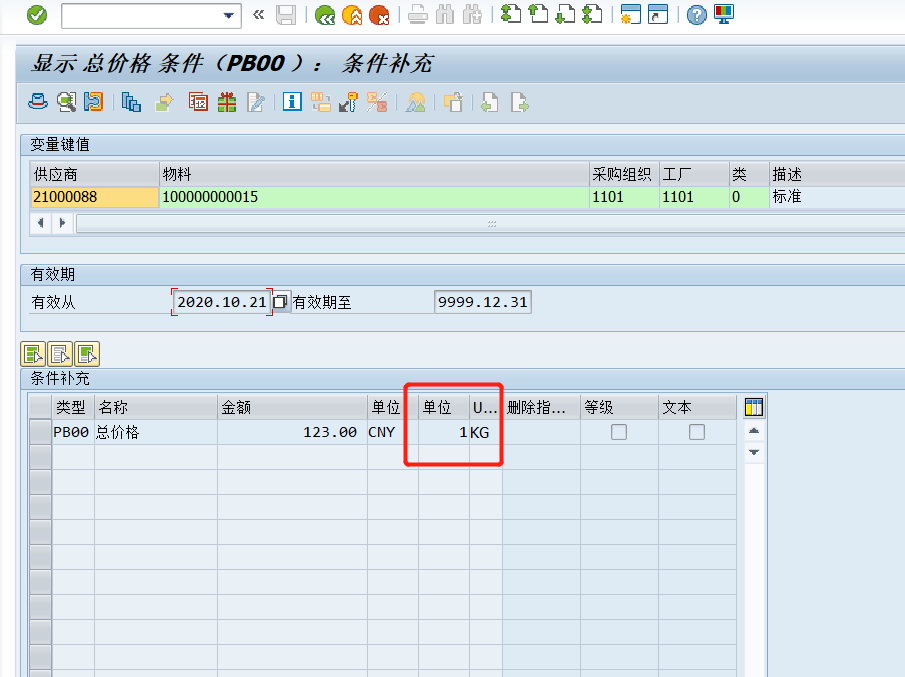 显示 总价格 条件（PB00 ）： 条件补充
变量键值
供应商 物料 采购组织 工厂 类 描述
21000088 100000000015 1101 1101 0 标准
有效期
有效从 2020.10.21 有效期至 9999.12.31
条件补充
类型 名称 金额 单位 单位 U... 删除指... 等级 文本
PB00 总价格 123.00 CNY 1 KG